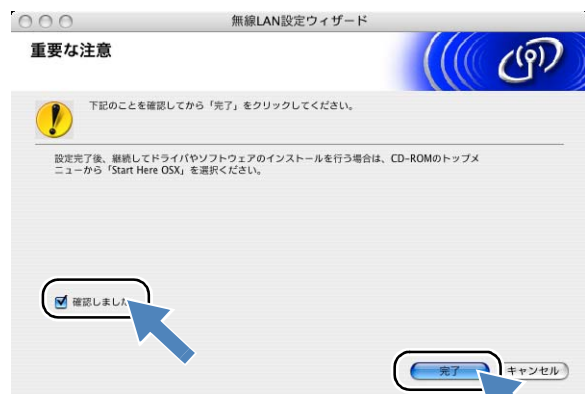 無線LAN設定ウィザード
重要な注意
下記のことを確認してから「完了」をクリックしてください。
設定完了後、継続してドライバやソフトウェアのインストールを行う場合は、CD-ROMのトップメ
ニューから「Start Here OSX」を選択ください。
確認しました
完了
キャンセル